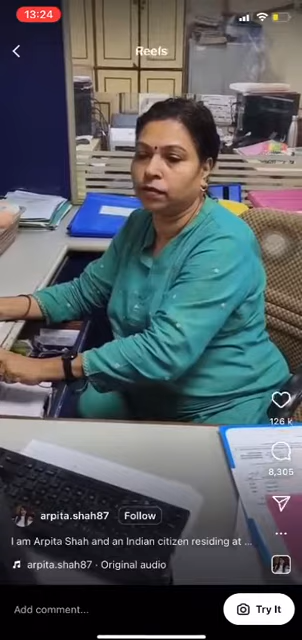 13:24
Reels
126 k
8,305
arpita.shah87 Follow
I am Arpita Shah and an Indian citizen residing at ...
arpita.shah87 · Original audio
Add comment...
Try It